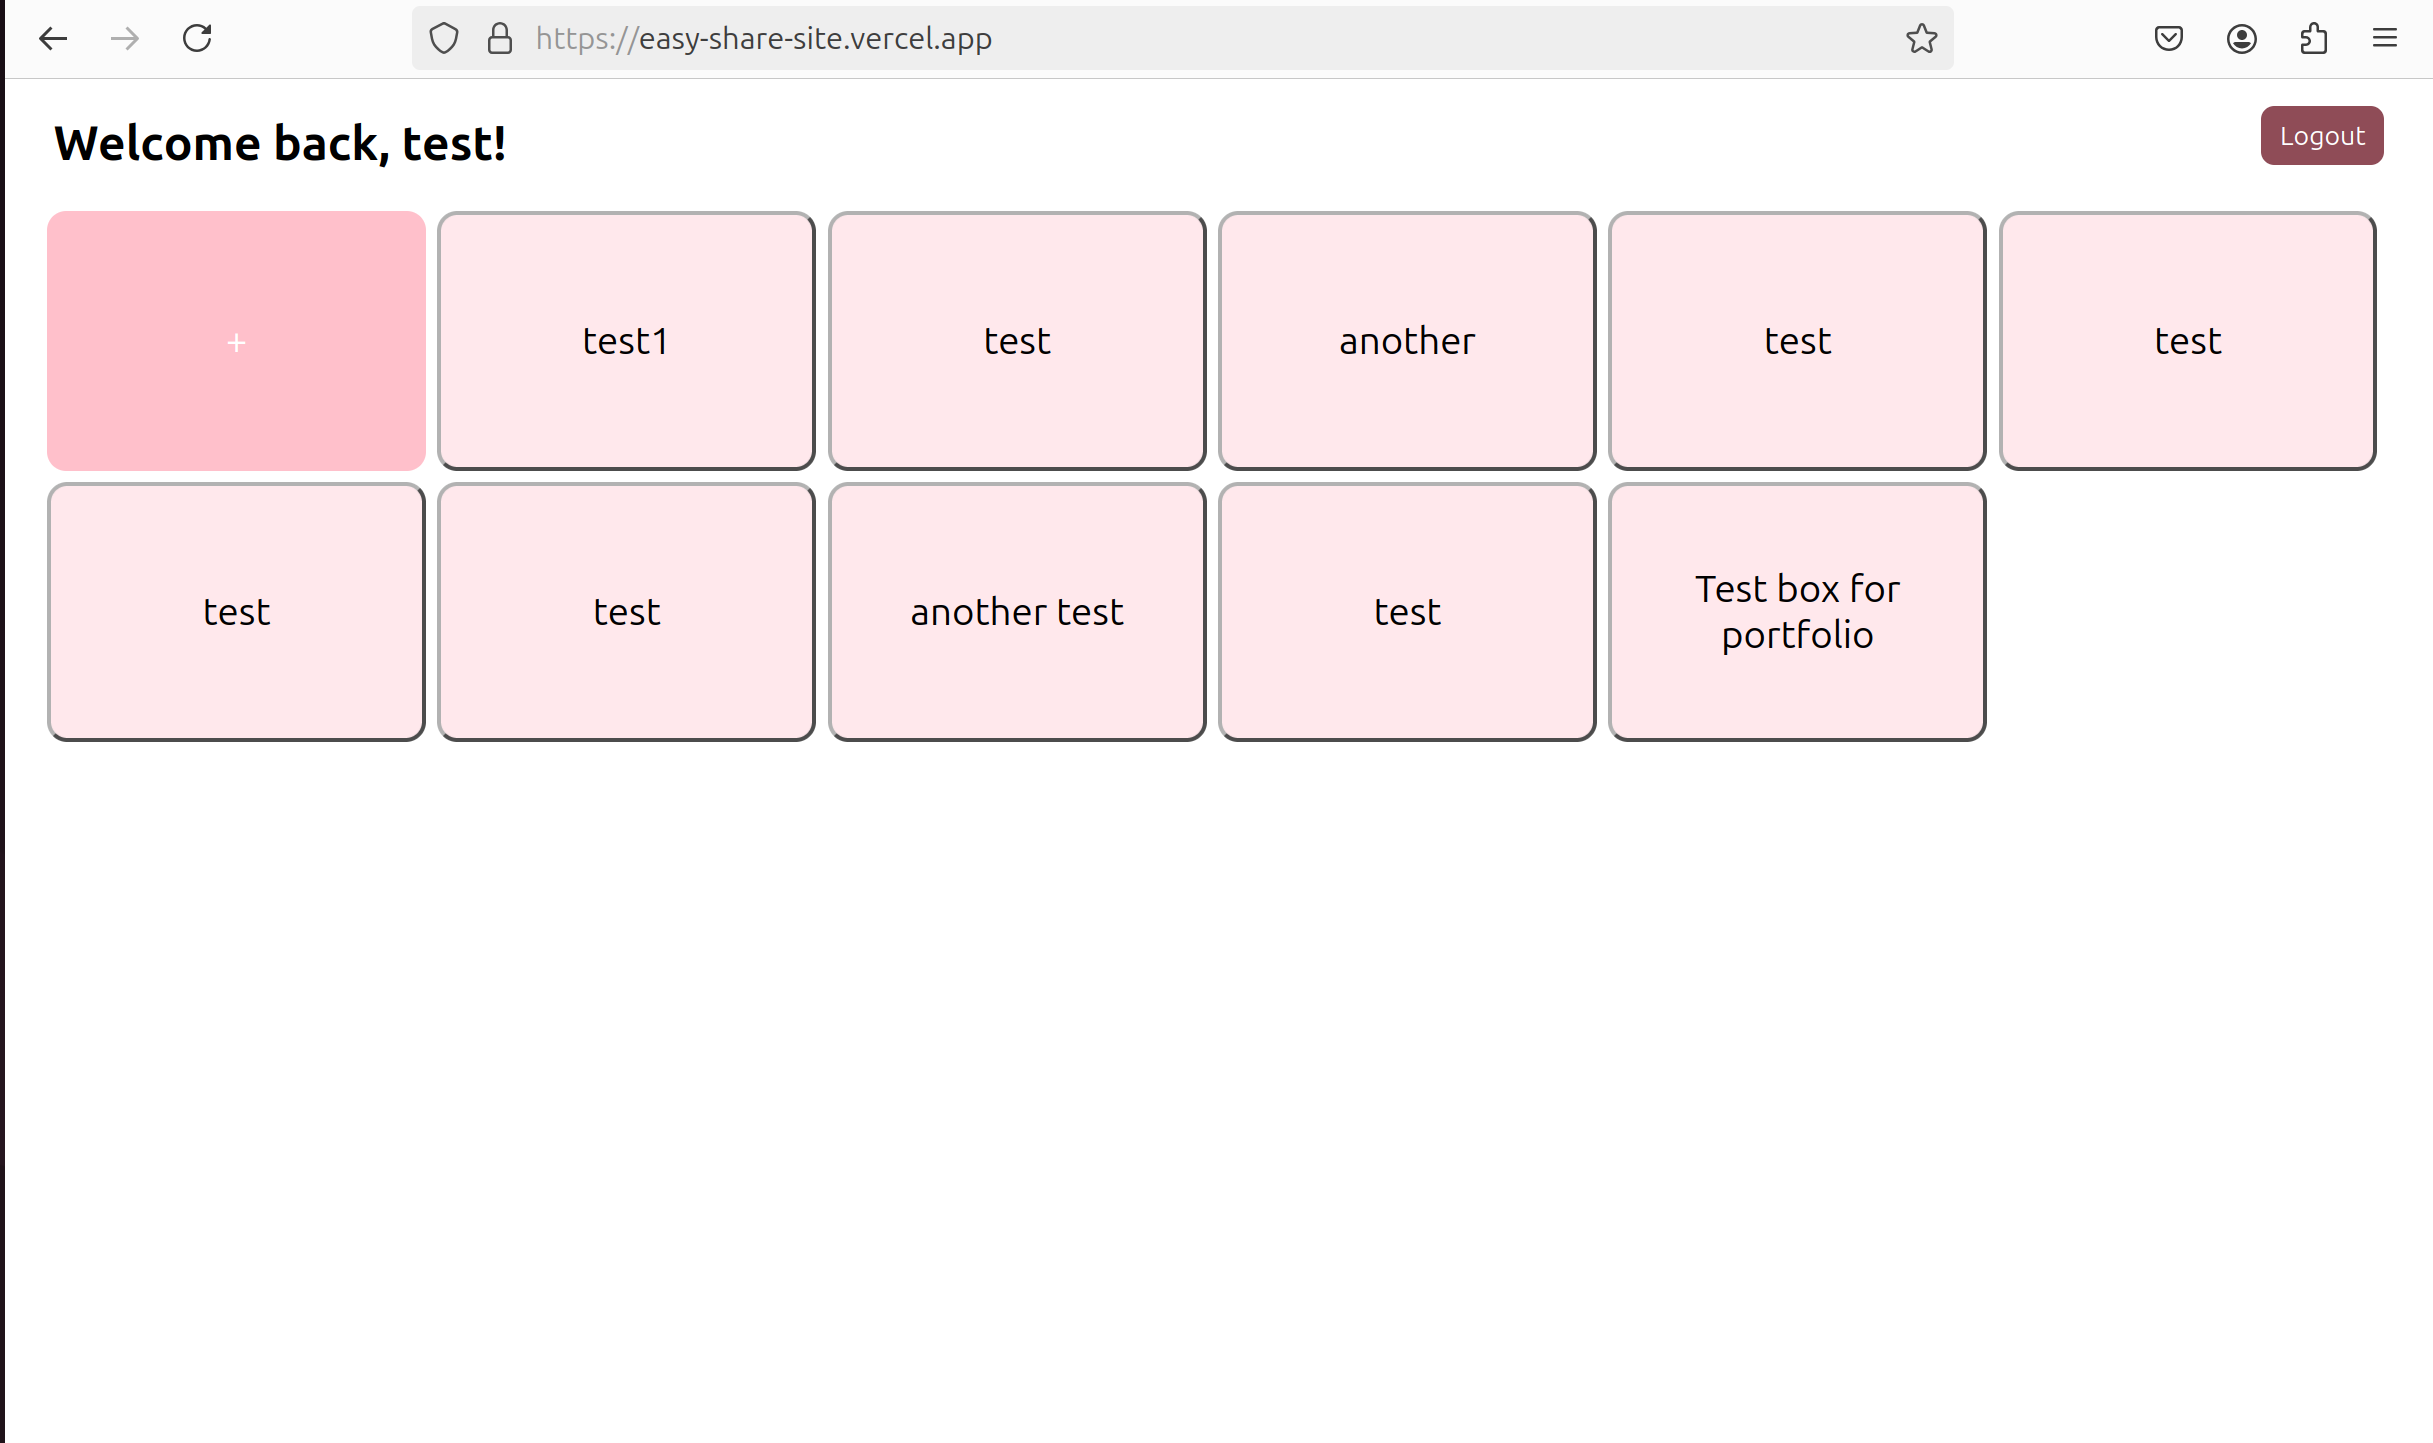 https://easy-share-site.vercel.app
Welcome back, test!
Logout
+
test1
test
another
test
test
test
test
another test
test
Test box for
portfolio